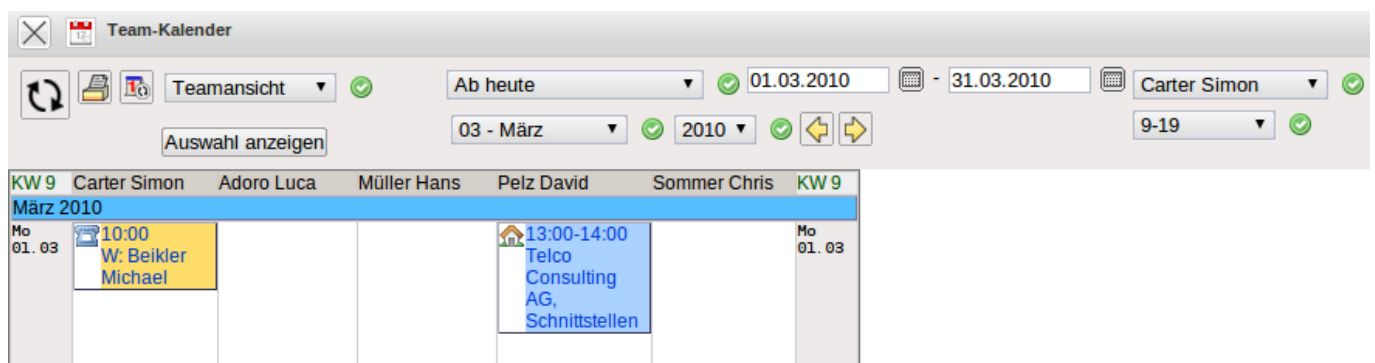 Team-Kalender
Teamansicht Ab heute 01.03.2010 - 31.03.2010 Carter Simon
Auswahl anzeigen 03 - März 2010 9-19
KW 9 Carter Simon Adoro Luca Müller Hans Pelz David Sommer Chris KW 9
März 2010
Mo 10:00 13:00-14:00 Mo
01.03 W: Beikler Telco 01.03
Michael Consulting
AG,
Schnittstellen